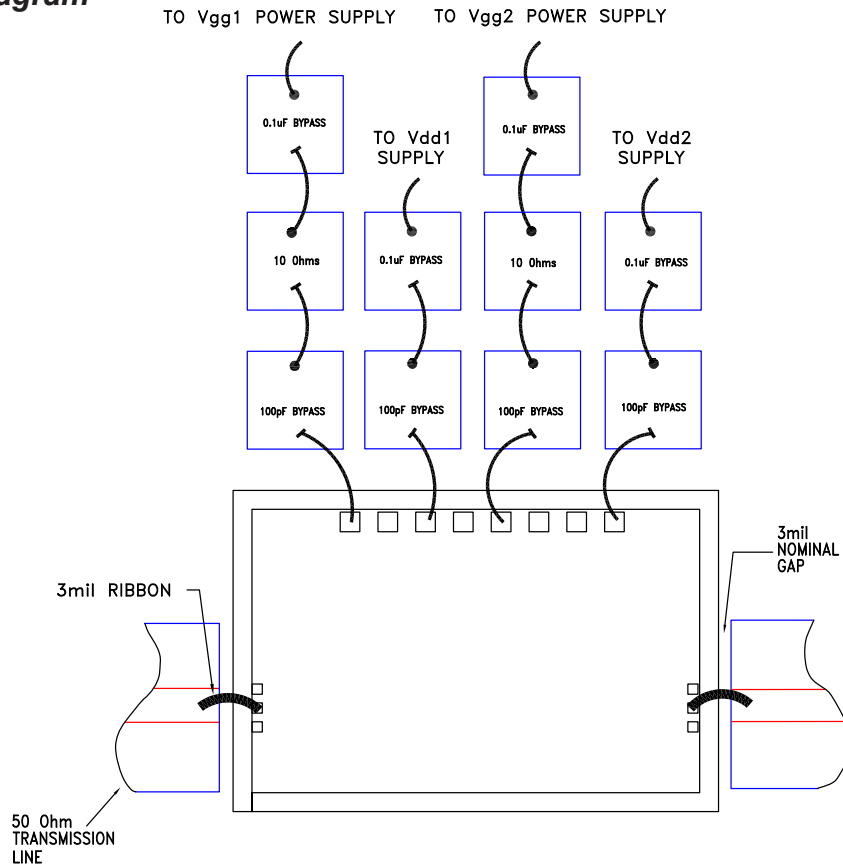 TO Vgg1 POWER SUPPLY
TO Vgg2 POWER SUPPLY
0.1uF BYPASS
0.1uF BYPASS
TO Vdd1
SUPPLY
TO Vdd2
SUPPLY
10 Ohms
0.1uF BYPASS
10 Ohms
0.1uF BYPASS
100pF BYPASS
100pF BYPASS
100pF BYPASS
100pF BYPASS
3mil
NOMINAL
GAP
3mil RIBBON
50 Ohm
TRANSMISSION
LINE